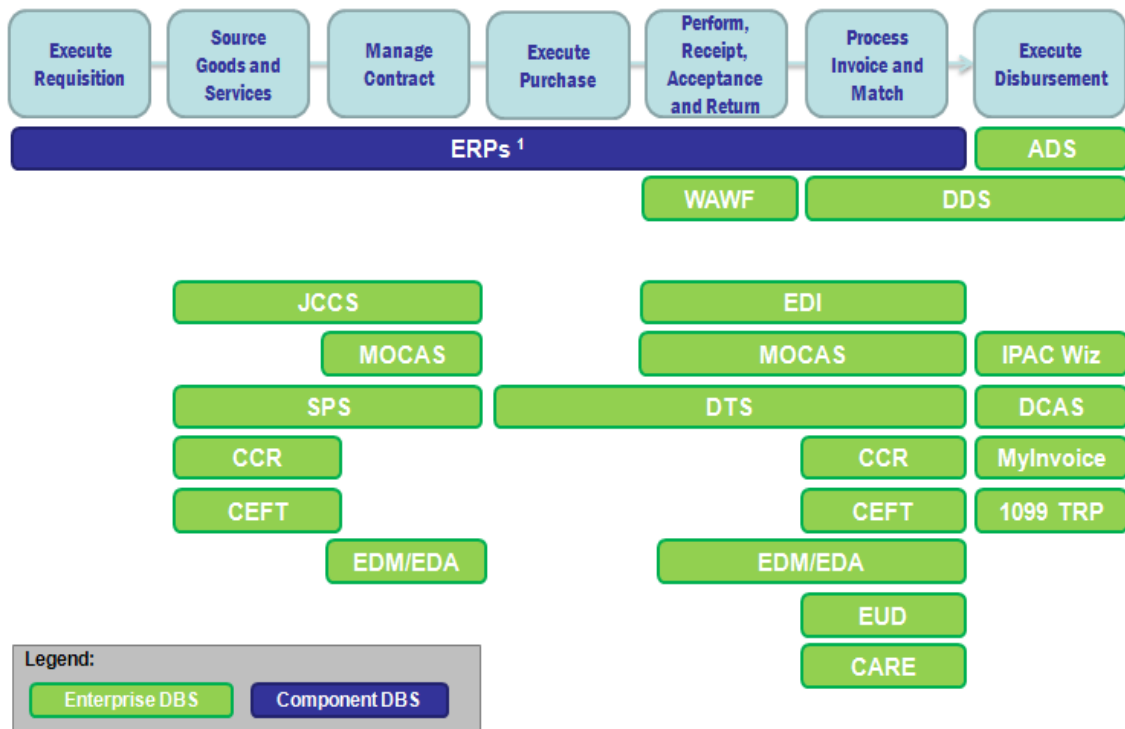 Execute
Requisition
Source
Goods and
Services
Manage
Contract
Execute
Purchase
Perform,
Receipt,
Acceptance
and Return
Process
Invoice and
Match
Execute
Disbursement
ERPs ¹
ADS
WAWF
DDS
JCCS
EDI
MOCAS
MOCAS
IPAC Wiz
SPS
DTS
DCAS
CCR
CCR
MyInvoice
CEFT
CEFT
1099 TRP
EDM/EDA
EDM/EDA
EUD
CARE
Legend:
Enterprise DBS
Component DBS